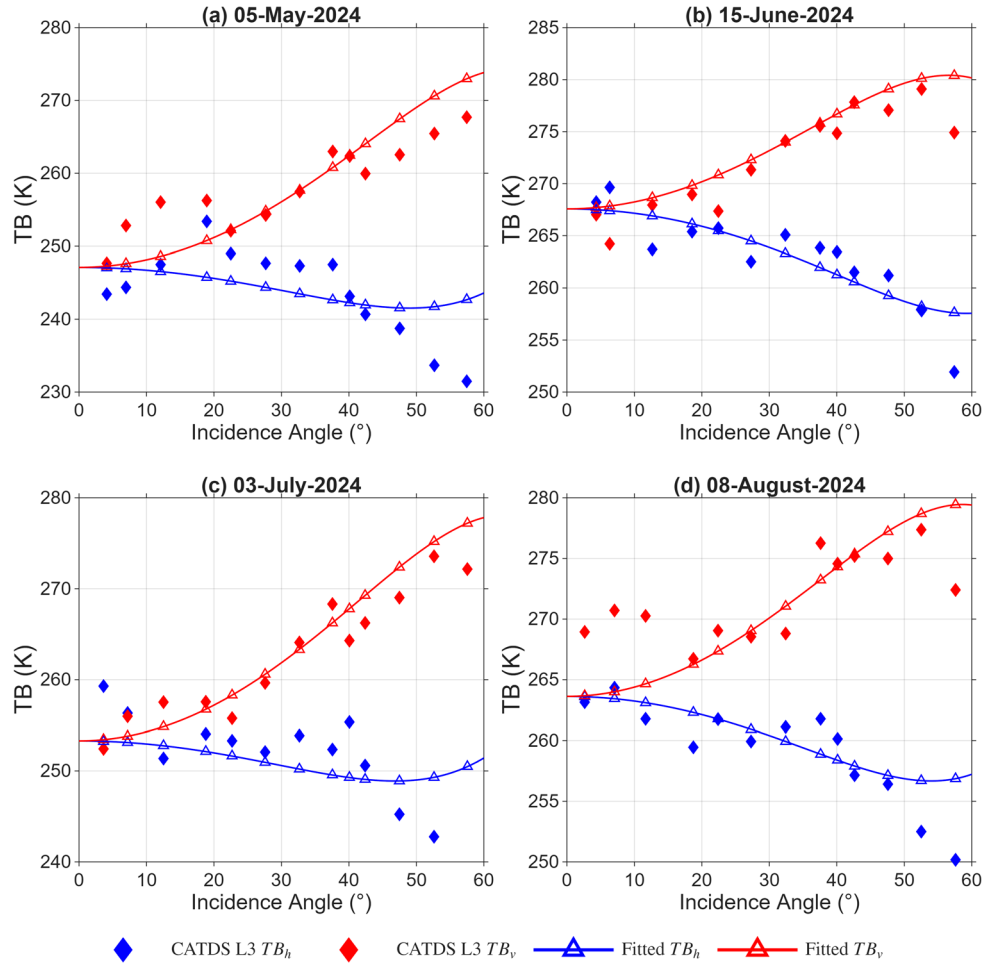 (a) 05-May-2024
280
270
260
250
240
230
TB (K)
0 10 20 30 40 50 60
Incidence Angle (°)
(b) 15-June-2024
285
280
275
270
265
260
255
250
TB (K)
0 10 20 30 40 50 60
Incidence Angle (°)
(c) 03-July-2024
280
270
260
250
240
TB (K)
0 10 20 30 40 50 60
Incidence Angle (°)
(d) 08-August-2024
280
275
270
265
260
255
250
TB (K)
0 10 20 30 40 50 60
Incidence Angle (°)
CATDS L3 TBₕ CATDS L3 TBᵥ Fitted TBₕ Fitted TBᵥ